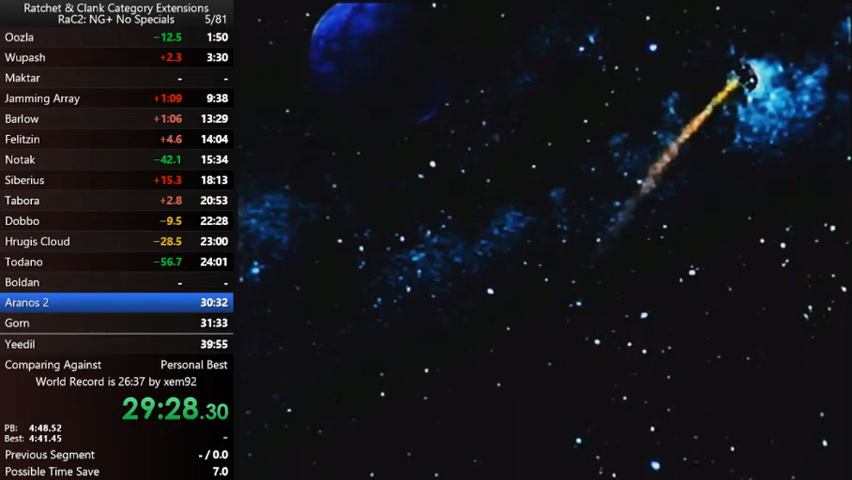 Ratchet & Clank Category Extensions
RaC2: NG+ No Specials 5/81
Oozla −12.5 1:50
Wupash +2.3 3:30
Maktar - -
Jamming Array +1:09 9:38
Barlow +1:06 13:29
Felitzin +4.6 14:04
Notak −42.1 15:34
Siberius +15.3 18:13
Tabora +2.8 20:53
Dobbo −9.5 22:28
Hrugis Cloud −28.5 23:00
Todano −56.7 24:01
Boldan - -
Aranos 2 30:32
Gorn 31:33
Yeedil 39:55
Comparing Against Personal Best
World Record is 26:37 by xem92
29:28.30
PB: 4:48.52
Best: 4:41.45 -
Previous Segment - / 0.0
Possible Time Save 7.0